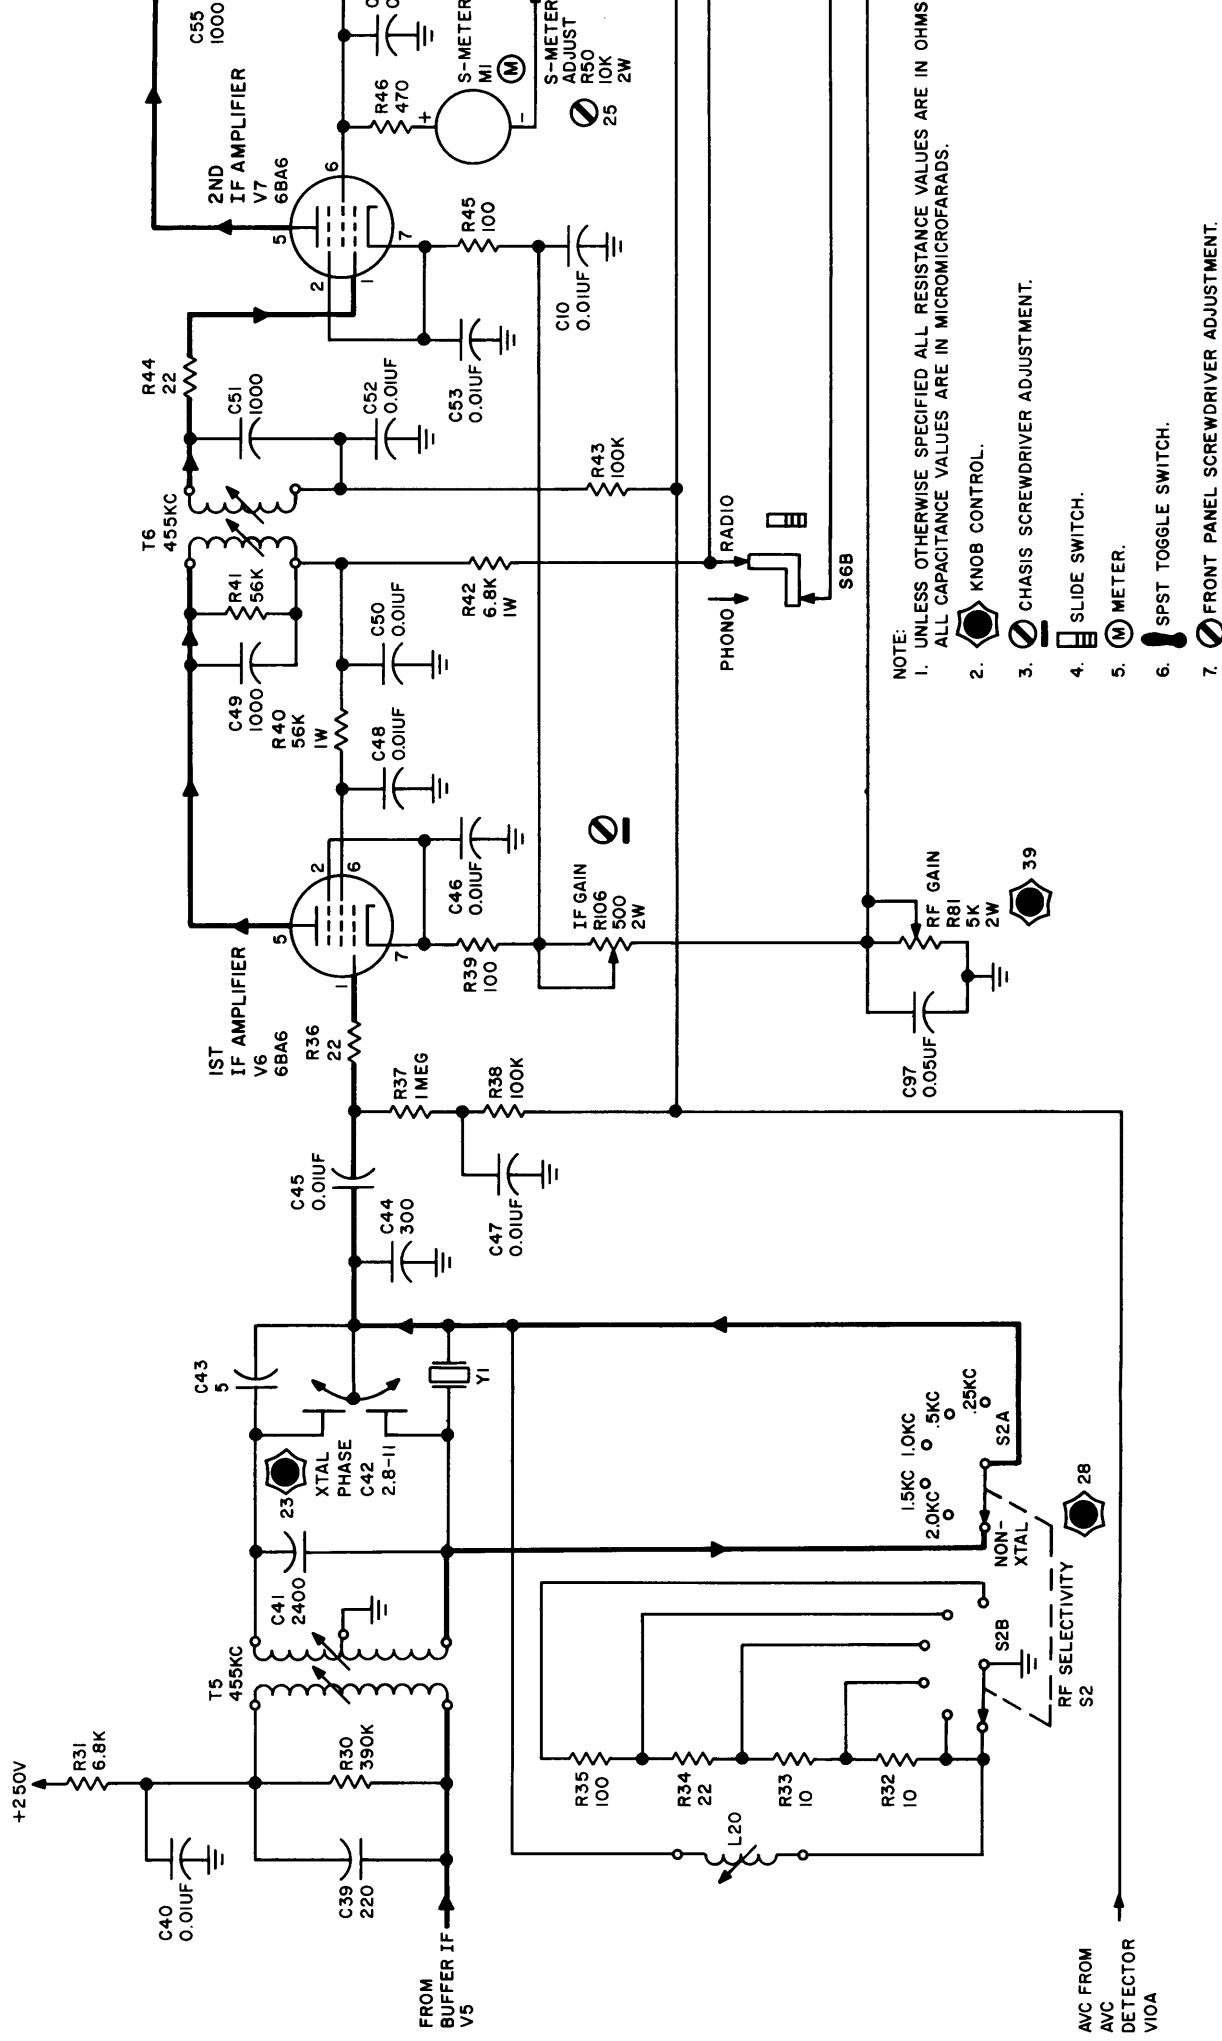 +250V
R31
6.8K
C40
0.01UF
R30
390K
C39
220
FROM
BUFFER IF
V5
T5
455KC
C41
2400
23
XTAL
PHASE
C42
2.8-11
C43
5
Y1
C44
300
C45
0.01UF
R37
1MEG
R38
100K
C47
0.01UF
R36
22
1ST
IF AMPLIFIER
V6
6BA6
1
5
7
2
6
R39
100
C46
0.01UF
IF GAIN
R106
500
2W
C48
0.01UF
R40
56K
1W
C49
1000
R41
56K
C50
0.01UF
T6
455KC
R42
6.8K
1W
R43
100K
C51
1000
C52
0.01UF
R44
22
C53
0.01UF
2ND
IF AMPLIFIER
V7
6BA6
5
2
1
7
6
R45
100
C10
0.01UF
C55
1000
R46
470
+
-
S-METER
M1
M
S-METER
ADJUST
R50
10K
2W
25
PHONO
RADIO
S6B
RF GAIN
R81
5K
2W
39
C97
0.05UF
L20
R35
100
R34
22
R33
10
R32
10
S2B
RF SELECTIVITY
S2
28
NON-
XTAL
2.0KC
1.5KC
1.0KC
.5KC
.25KC
S2A
AVC FROM
AVC
DETECTOR
V10A
NOTE:
1. UNLESS OTHERWISE SPECIFIED ALL RESISTANCE VALUES ARE IN OHMS
ALL CAPACITANCE VALUES ARE IN MICROMICROFARADS.
2. KNOB CONTROL.
3. CHASIS SCREWDRIVER ADJUSTMENT.
4. SLIDE SWITCH.
5. M METER.
6. SPST TOGGLE SWITCH.
7. FRONT PANEL SCREWDRIVER ADJUSTMENT.